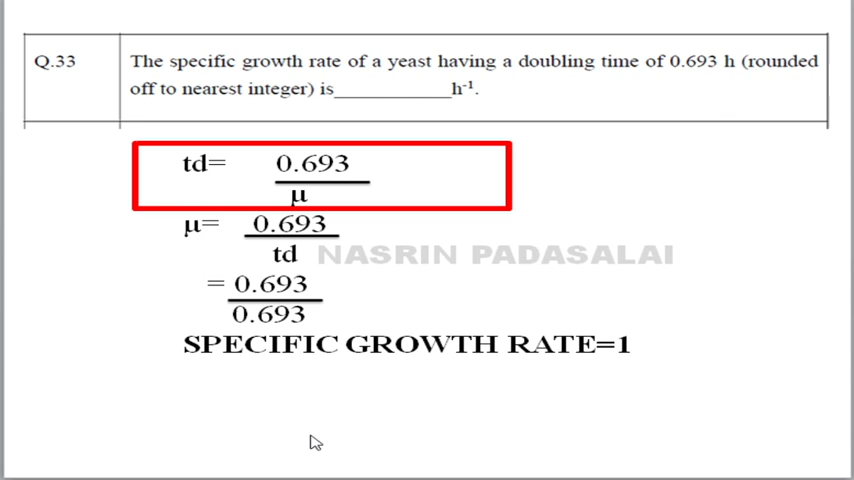 Q.33
The specific growth rate of a yeast having a doubling time of 0.693 h (rounded
off to nearest integer) is____________h-1.
td= 0.693
μ
μ= 0.693
td
NASRIN PADASALAI
= 0.693
0.693
SPECIFIC GROWTH RATE=1